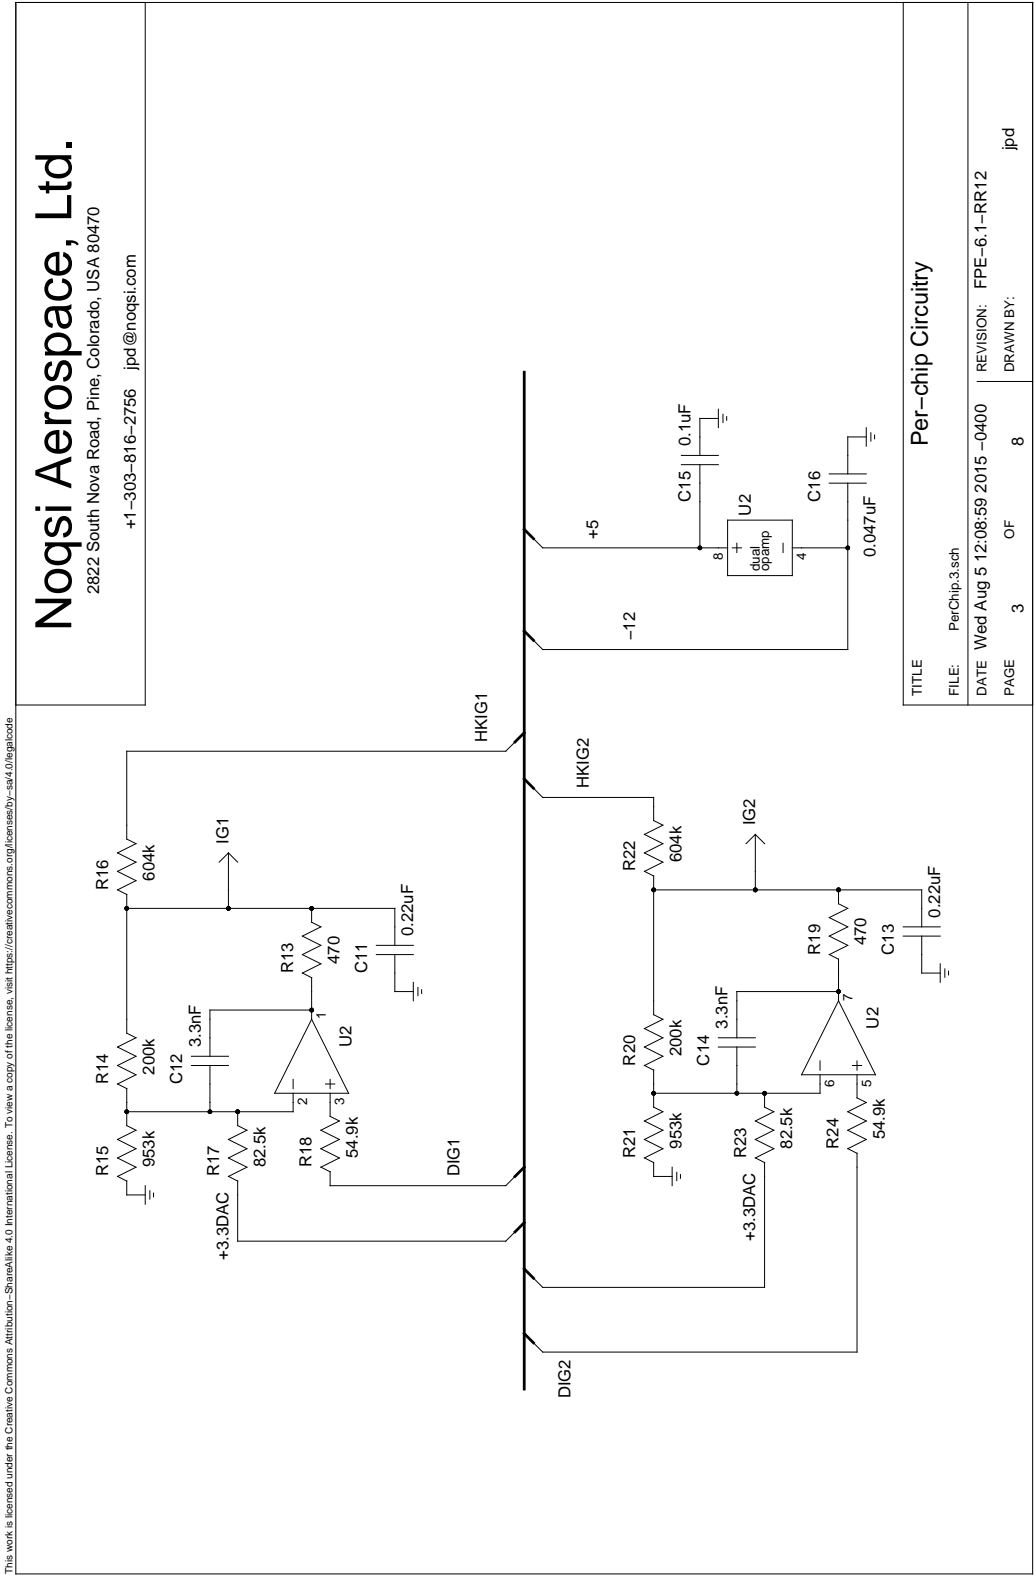 This work is licensed under the Creative Commons Attribution−ShareAlike 4.0 International License. To view a copy of the license, visit https://creativecommons.org/licenses/by−sa/4.0/legalcode
Noqsi Aerospace, Ltd.
2822 South Nova Road, Pine, Colorado, USA 80470
+1−303−816−2756 jpd@noqsi.com
R15
953k
R14
200k
R16
604k
HKIG1
C12
3.3nF
IG1
R17
82.5k
+3.3DAC
2
3
1
U2
R13
470
R18
54.9k
C11
0.22uF
DIG1
DIG2
HKIG2
−12
+5
R21
953k
R20
200k
R22
604k
C14
3.3nF
IG2
R23
82.5k
+3.3DAC
6
5
7
U2
R19
470
R24
54.9k
C13
0.22uF
C15
0.1uF
U2
8
+
dual
opamp
−
4
C16
0.047uF
TITLE
Per−chip Circuitry
FILE: PerChip.3.sch
DATE Wed Aug 5 12:08:59 2015 −0400
REVISION: FPE−6.1−RR12
PAGE 3 OF 8
DRAWN BY: jpd